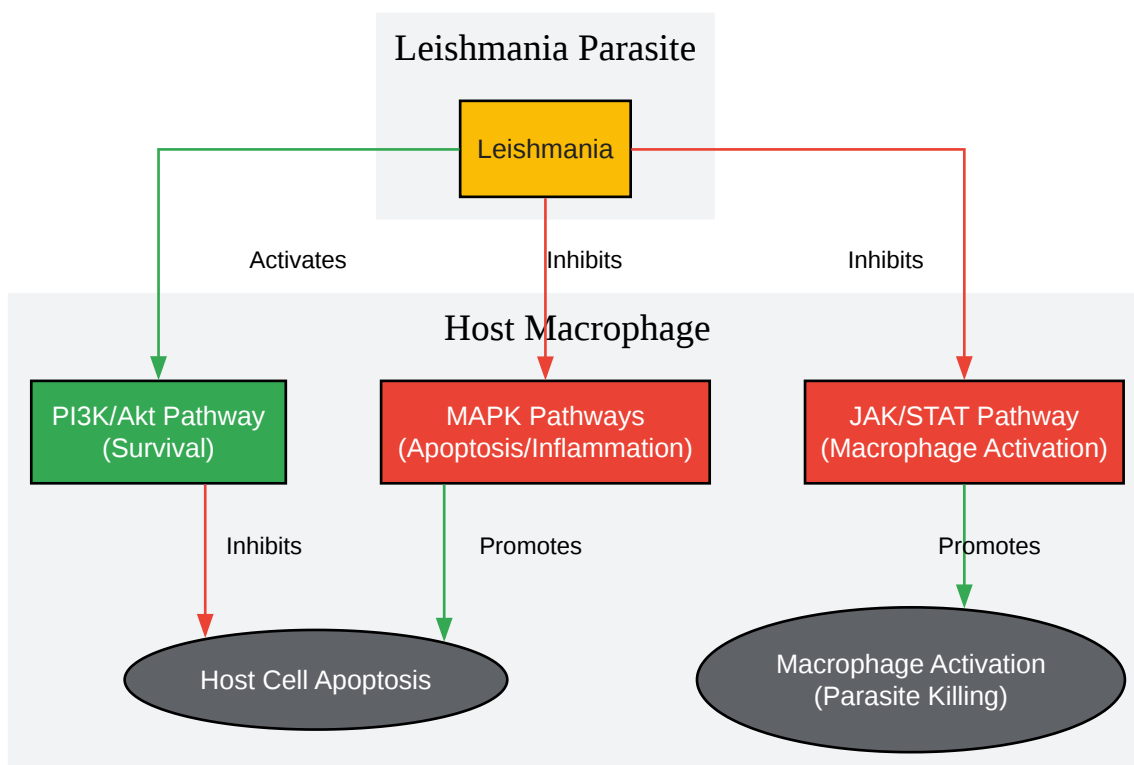 Leishmania Parasite
Leishmania
Activates
Inhibits
Inhibits
Host Macrophage
PI3K/Akt Pathway
(Survival)
MAPK Pathways
(Apoptosis/Inflammation)
JAK/STAT Pathway
(Macrophage Activation)
Inhibits
Promotes
Promotes
Host Cell Apoptosis
Macrophage Activation
(Parasite Killing)